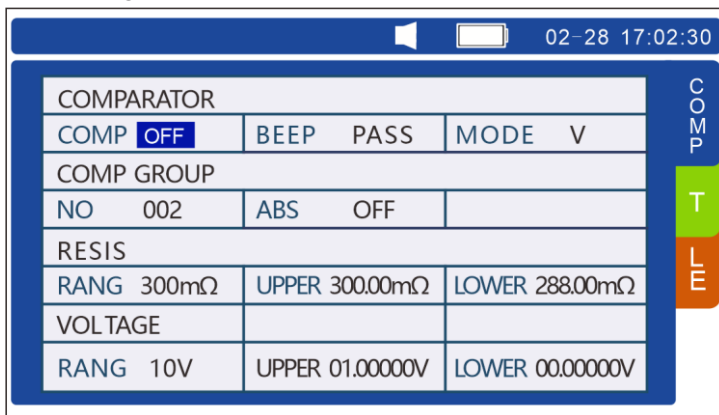 02-28 17:02:30
COMPARATOR
COMP OFF BEEP PASS MODE V
COMP GROUP
NO 002 ABS OFF
RESIS
RANG 300mΩ UPPER 300.00mΩ LOWER 288.00mΩ
VOLTAGE
RANG 10V UPPER 01.00000V LOWER 00.00000V
COMP
T
LE